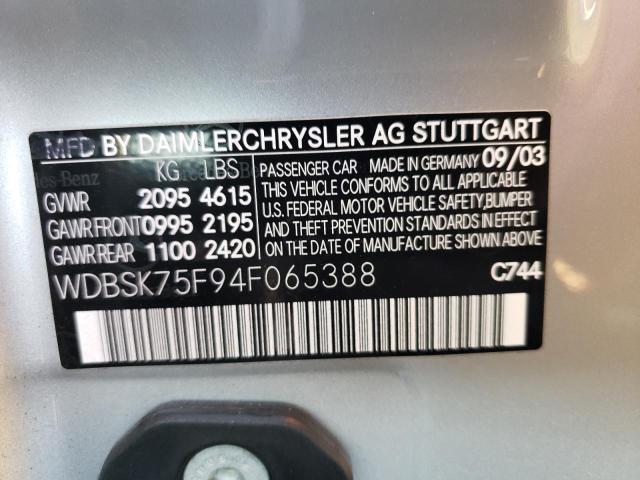 MFD BY DAIMLERCHRYSLER AG STUTTGART
KG LBS
GVWR 2095 4615
GAWR FRONT 0995 2195
GAWR REAR 1100 2420
PASSENGER CAR MADE IN GERMANY 09/03
THIS VEHICLE CONFORMS TO ALL APPLICABLE
U.S. FEDERAL MOTOR VEHICLE SAFETY,BUMPER
AND THEFT PREVENTION STANDARDS IN EFFECT
ON THE DATE OF MANUFACTURE SHOWN ABOVE.
WDBSK75F94F065388
C744